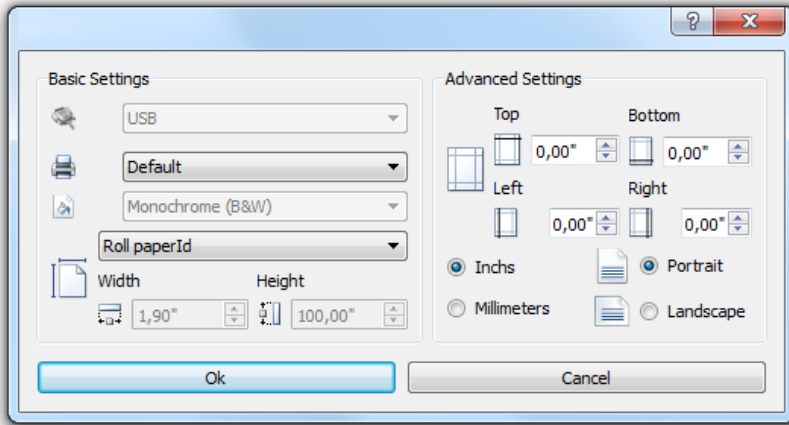 ?
Basic Settings
USB
Default
Monochrome (B&W)
Roll paperId
Width Height
1,90" 100,00"
Advanced Settings
Top Bottom
0,00" 0,00"
Left Right
0,00" 0,00"
Inchs Portrait
Millimeters Landscape
Ok Cancel